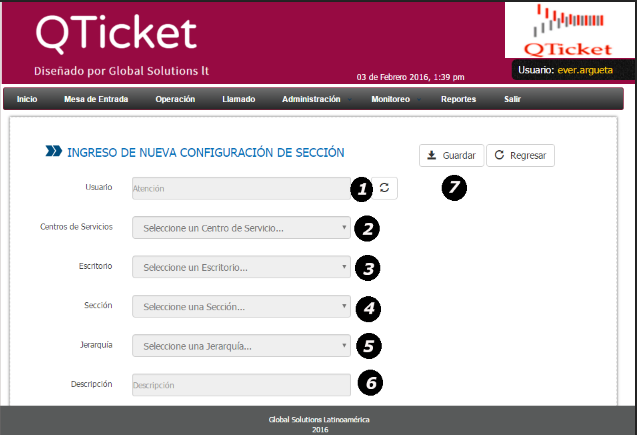 QTicket
Diseñado por Global Solutions lt
03 de Febrero 2016, 1:39 pm
QTicket
Usuario: ever.argueta
Inicio Mesa de Entrada Operación Llamado Administración Monitoreo Reportes Salir
INGRESO DE NUEVA CONFIGURACIÓN DE SECCIÓN
Guardar Regresar
Usuario Atención 1 7
Centros de Servicios Seleccione un Centro de Servicio... 2
Escritorio Seleccione un Escritorio... 3
Sección Seleccione una Sección... 4
Jerarquía Seleccione una Jerarquía... 5
Descripción Descripción 6
Global Solutions Latinoamérica
2016